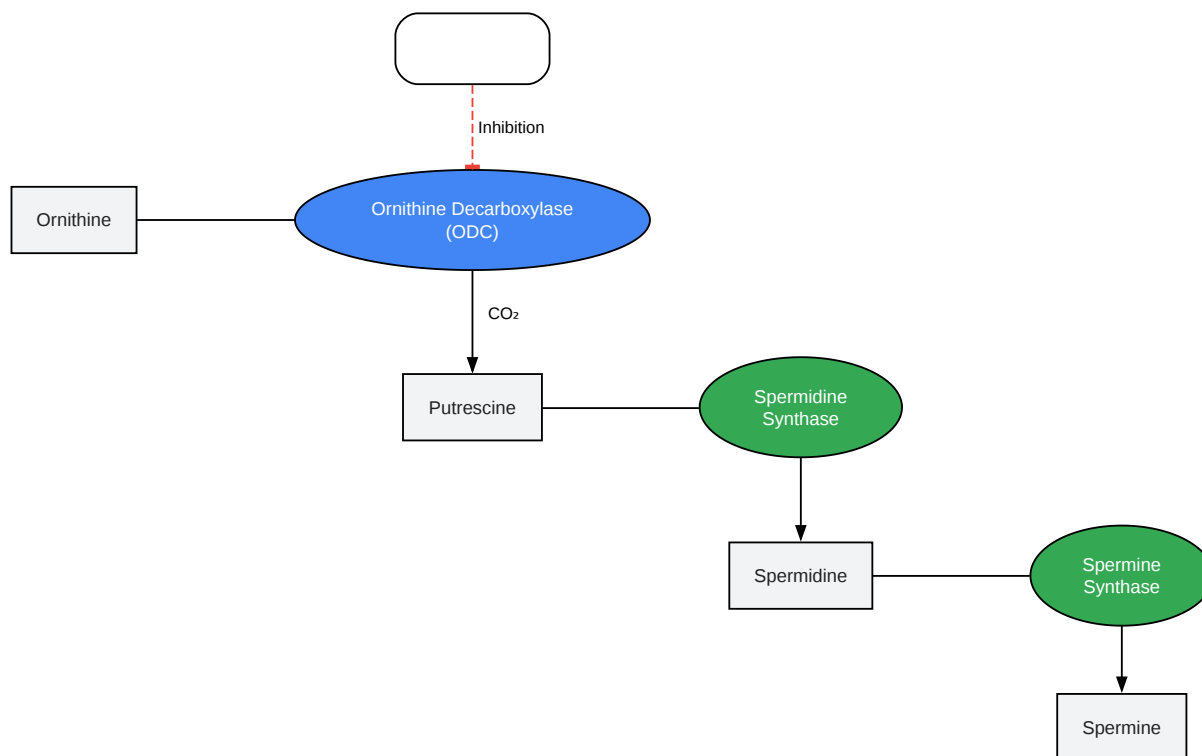 Inhibition
Ornithine
Ornithine Decarboxylase
(ODC)
CO₂
Putrescine
Spermidine
Synthase
Spermidine
Spermine
Synthase
Spermine